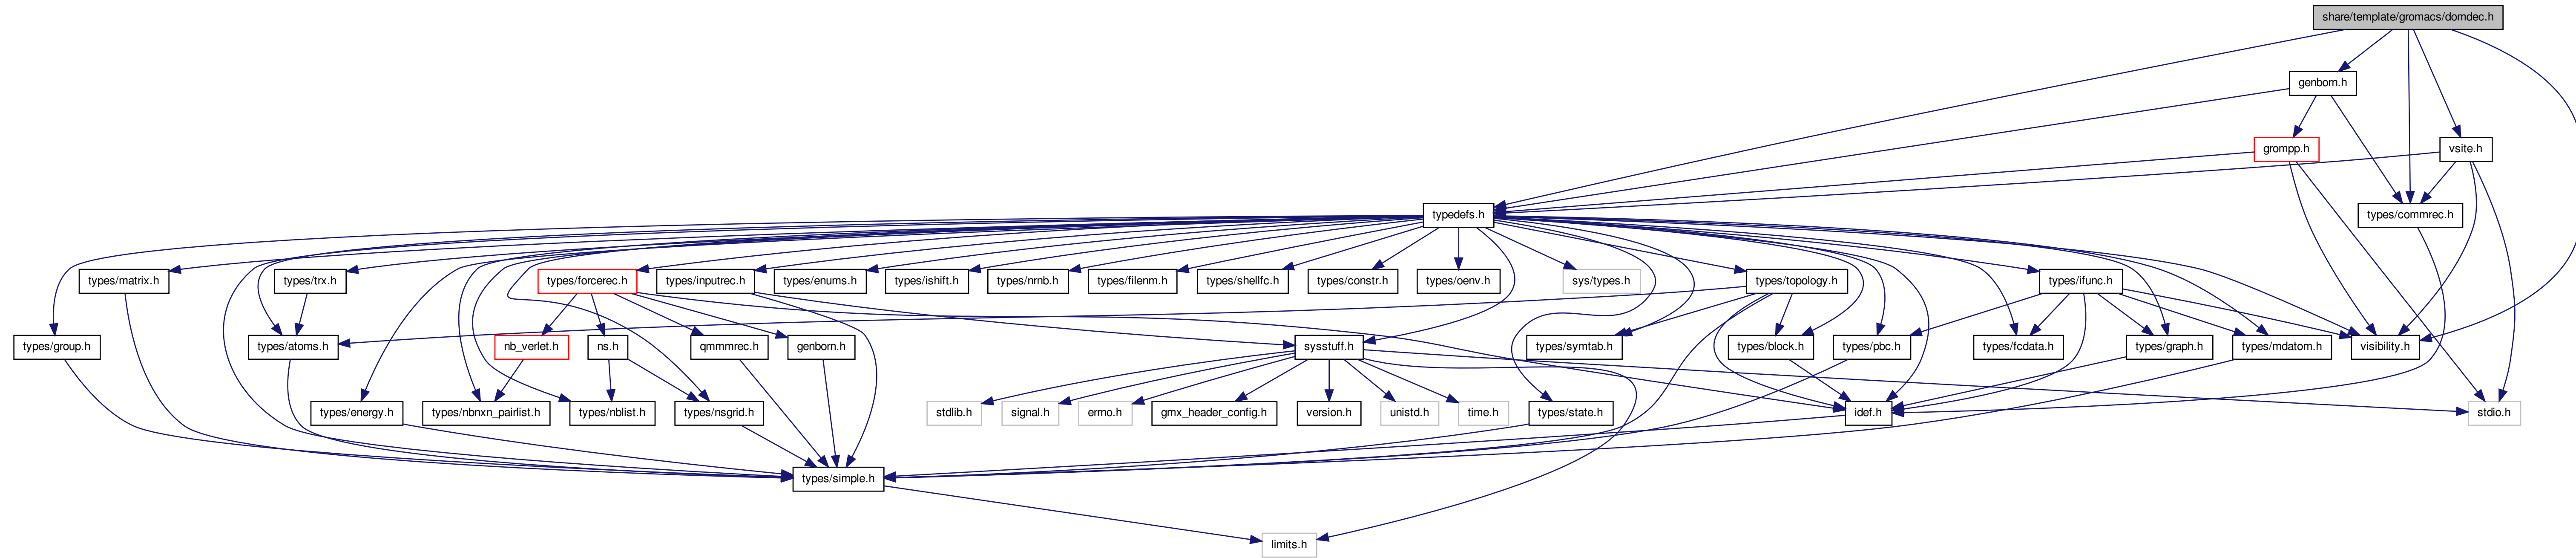 share/template/gromacs/domdec.h
genborn.h
grompp.h
vsite.h
typedefs.h
types/commrec.h
types/matrix.h
types/trx.h
types/forcerec.h
types/inputrec.h
types/enums.h
types/ishift.h
types/nrnb.h
types/filenm.h
types/shellfc.h
types/constr.h
types/oenv.h
sys/types.h
types/topology.h
types/ifunc.h
types/group.h
types/atoms.h
nb_verlet.h
ns.h
qmmmrec.h
genborn.h
sysstuff.h
types/symtab.h
types/block.h
types/pbc.h
types/fcdata.h
types/graph.h
types/mdatom.h
visibility.h
types/energy.h
types/nbnxn_pairlist.h
types/nblist.h
types/nsgrid.h
stdlib.h
signal.h
errno.h
gmx_header_config.h
version.h
unistd.h
time.h
types/state.h
idef.h
stdio.h
types/simple.h
limits.h